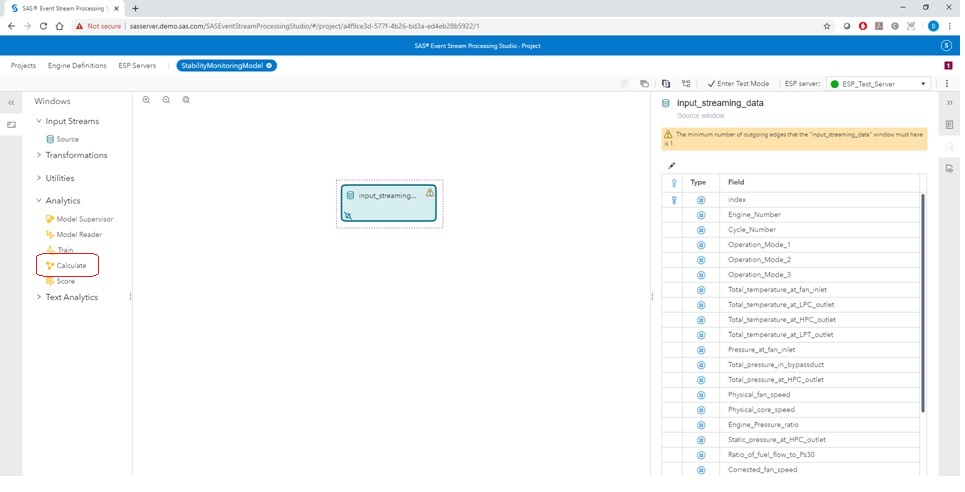 SAS® Event Stream Processing Studio
Not secure | sasserver.demo.sas.com/SASEventStreamProcessingStudio/#/project/a4f9ce3d-577f-4b26-bd3a-ed4eb28b5922/1
SAS® Event Stream Processing Studio - Project
Projects Engine Definitions ESP Servers StabilityMonitoringModel
Enter Test Mode ESP server: ESP_Test_Server
Windows
Input Streams
Source
Transformations
Utilities
Analytics
Model Supervisor
Model Reader
Train
Calculate
Score
Text Analytics
input_streaming...
input_streaming_data
Source window
The minimum number of outgoing edges that the "input_streaming_data" window must have
is 1.
Type Field
index
Engine_Number
Cycle_Number
Operation_Mode_1
Operation_Mode_2
Operation_Mode_3
Total_temperature_at_fan_inlet
Total_temperature_at_LPC_outlet
Total_temperature_at_HPC_outlet
Total_temperature_at_LPT_outlet
Pressure_at_fan_inlet
Total_pressure_in_bypassduct
Total_pressure_at_HPC_outlet
Physical_fan_speed
Physical_core_speed
Engine_Pressure_ratio
Static_pressure_at_HPC_outlet
Ratio_of_fuel_flow_to_Ps30
Corrected_fan_speed